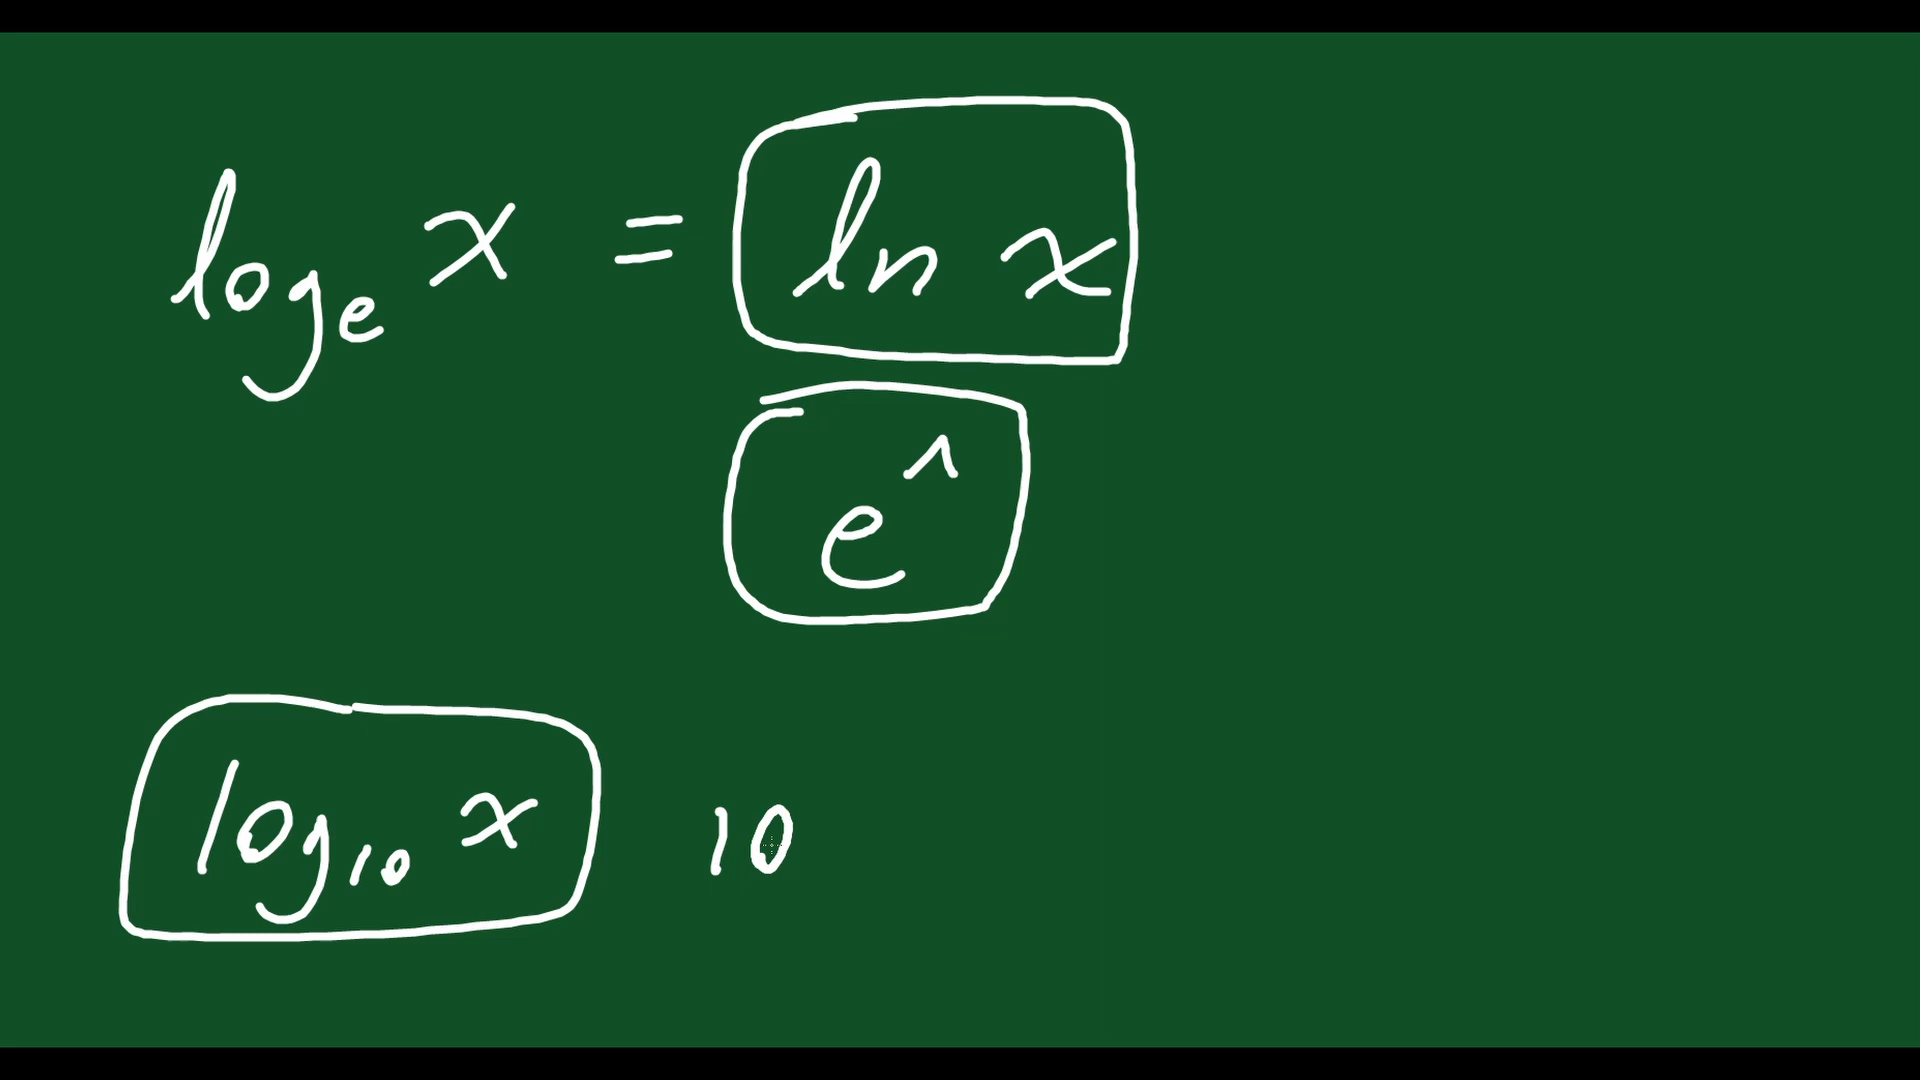 logₑ x = ln x
e^
log₁₀ x 10